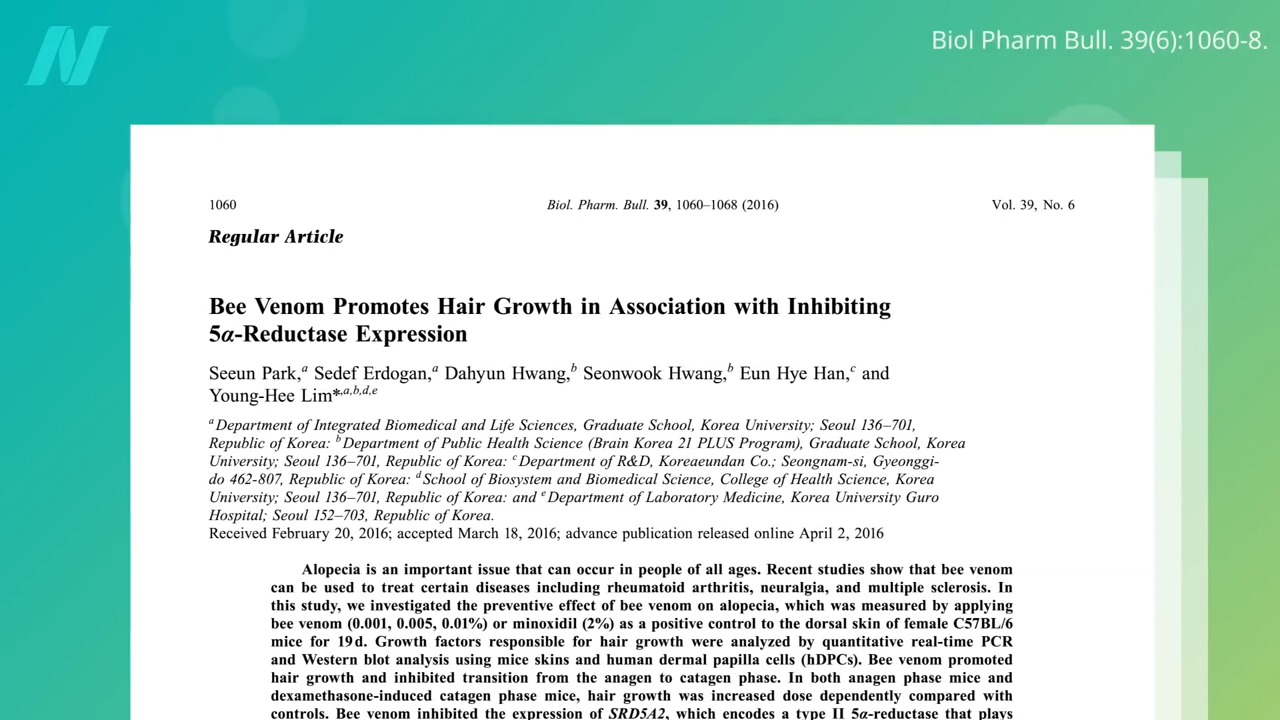 Biol Pharm Bull. 39(6):1060-8.
1060 Biol. Pharm. Bull. 39, 1060–1068 (2016) Vol. 39, No. 6
Regular Article
Bee Venom Promotes Hair Growth in Association with Inhibiting
5α-Reductase Expression
Seeun Park,a Sedef Erdogan,a Dahyun Hwang,b Seonwook Hwang,b Eun Hye Han,c and
Young-Hee Lim*,a,b,d,e
a Department of Integrated Biomedical and Life Sciences, Graduate School, Korea University; Seoul 136–701,
Republic of Korea: b Department of Public Health Science (Brain Korea 21 PLUS Program), Graduate School, Korea
University; Seoul 136–701, Republic of Korea: c Department of R&D, Koreaeundan Co.; Seongnam-si, Gyeonggi-
do 462-807, Republic of Korea: d School of Biosystem and Biomedical Science, College of Health Science, Korea
University; Seoul 136–701, Republic of Korea: and e Department of Laboratory Medicine, Korea University Guro
Hospital; Seoul 152–703, Republic of Korea.
Received February 20, 2016; accepted March 18, 2016; advance publication released online April 2, 2016
Alopecia is an important issue that can occur in people of all ages. Recent studies show that bee venom
can be used to treat certain diseases including rheumatoid arthritis, neuralgia, and multiple sclerosis. In
this study, we investigated the preventive effect of bee venom on alopecia, which was measured by applying
bee venom (0.001, 0.005, 0.01%) or minoxidil (2%) as a positive control to the dorsal skin of female C57BL/6
mice for 19 d. Growth factors responsible for hair growth were analyzed by quantitative real-time PCR
and Western blot analysis using mice skins and human dermal papilla cells (hDPCs). Bee venom promoted
hair growth and inhibited transition from the anagen to catagen phase. In both anagen phase mice and
dexamethasone-induced catagen phase mice, hair growth was increased dose dependently compared with
controls. Bee venom inhibited the expression of SRD5A2, which encodes a type II 5α-reductase that plays